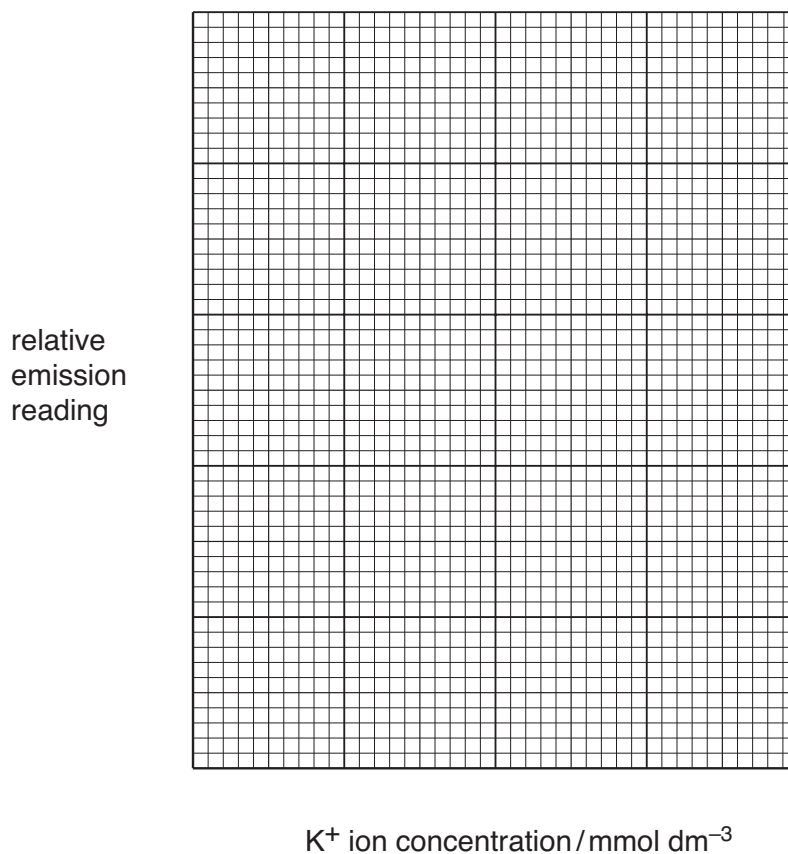 relative
emission
reading
K⁺ ion concentration / mmol dm⁻³